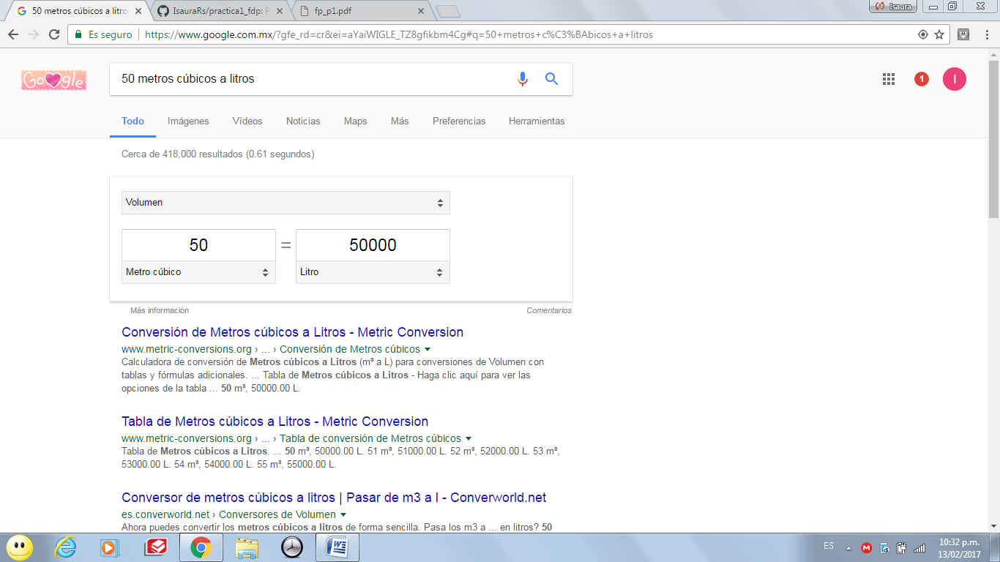 50 metros cúbicos a litro
IsauraRs/practica1_fdp: P
fp_p1.pdf
Isaura
Es seguro
https://www.google.com.mx/?gfe_rd=cr&ei=aYaiWIGLE_TZ8gfikbm4Cg#q=50+metros+c%C3%BAbicos+a+litros
Google
50 metros cúbicos a litros
1
I
Todo Imágenes Vídeos Noticias Maps Más Preferencias Herramientas
Cerca de 418,000 resultados (0.61 segundos)
Volumen
50 = 50000
Metro cúbico Litro
Más información Comentarios
Conversión de Metros cúbicos a Litros - Metric Conversion
www.metric-conversions.org › ... › Conversión de Metros cúbicos
Calculadora de conversión de Metros cúbicos a Litros (m³ a L) para conversiones de Volumen con
tablas y fórmulas adicionales. ... Tabla de Metros cúbicos a Litros - Haga clic aquí para ver las
opciones de la tabla ... 50 m³, 50000.00 L.
Tabla de Metros cúbicos a Litros - Metric Conversion
www.metric-conversions.org › ... › Tabla de conversión de Metros cúbicos
Tabla de Metros cúbicos a Litros. ... 50 m³, 50000.00 L. 51 m³, 51000.00 L. 52 m³, 52000.00 L. 53 m³,
53000.00 L. 54 m³, 54000.00 L. 55 m³, 55000.00 L.
Conversor de metros cúbicos a litros | Pasar de m3 a l - Converworld.net
es.converworld.net › Conversores de Volumen
Ahora puedes convertir los metros cúbicos a litros de forma sencilla. Pasa los m3 a ... en litros? 50
ES
10:32 p.m.
13/02/2017